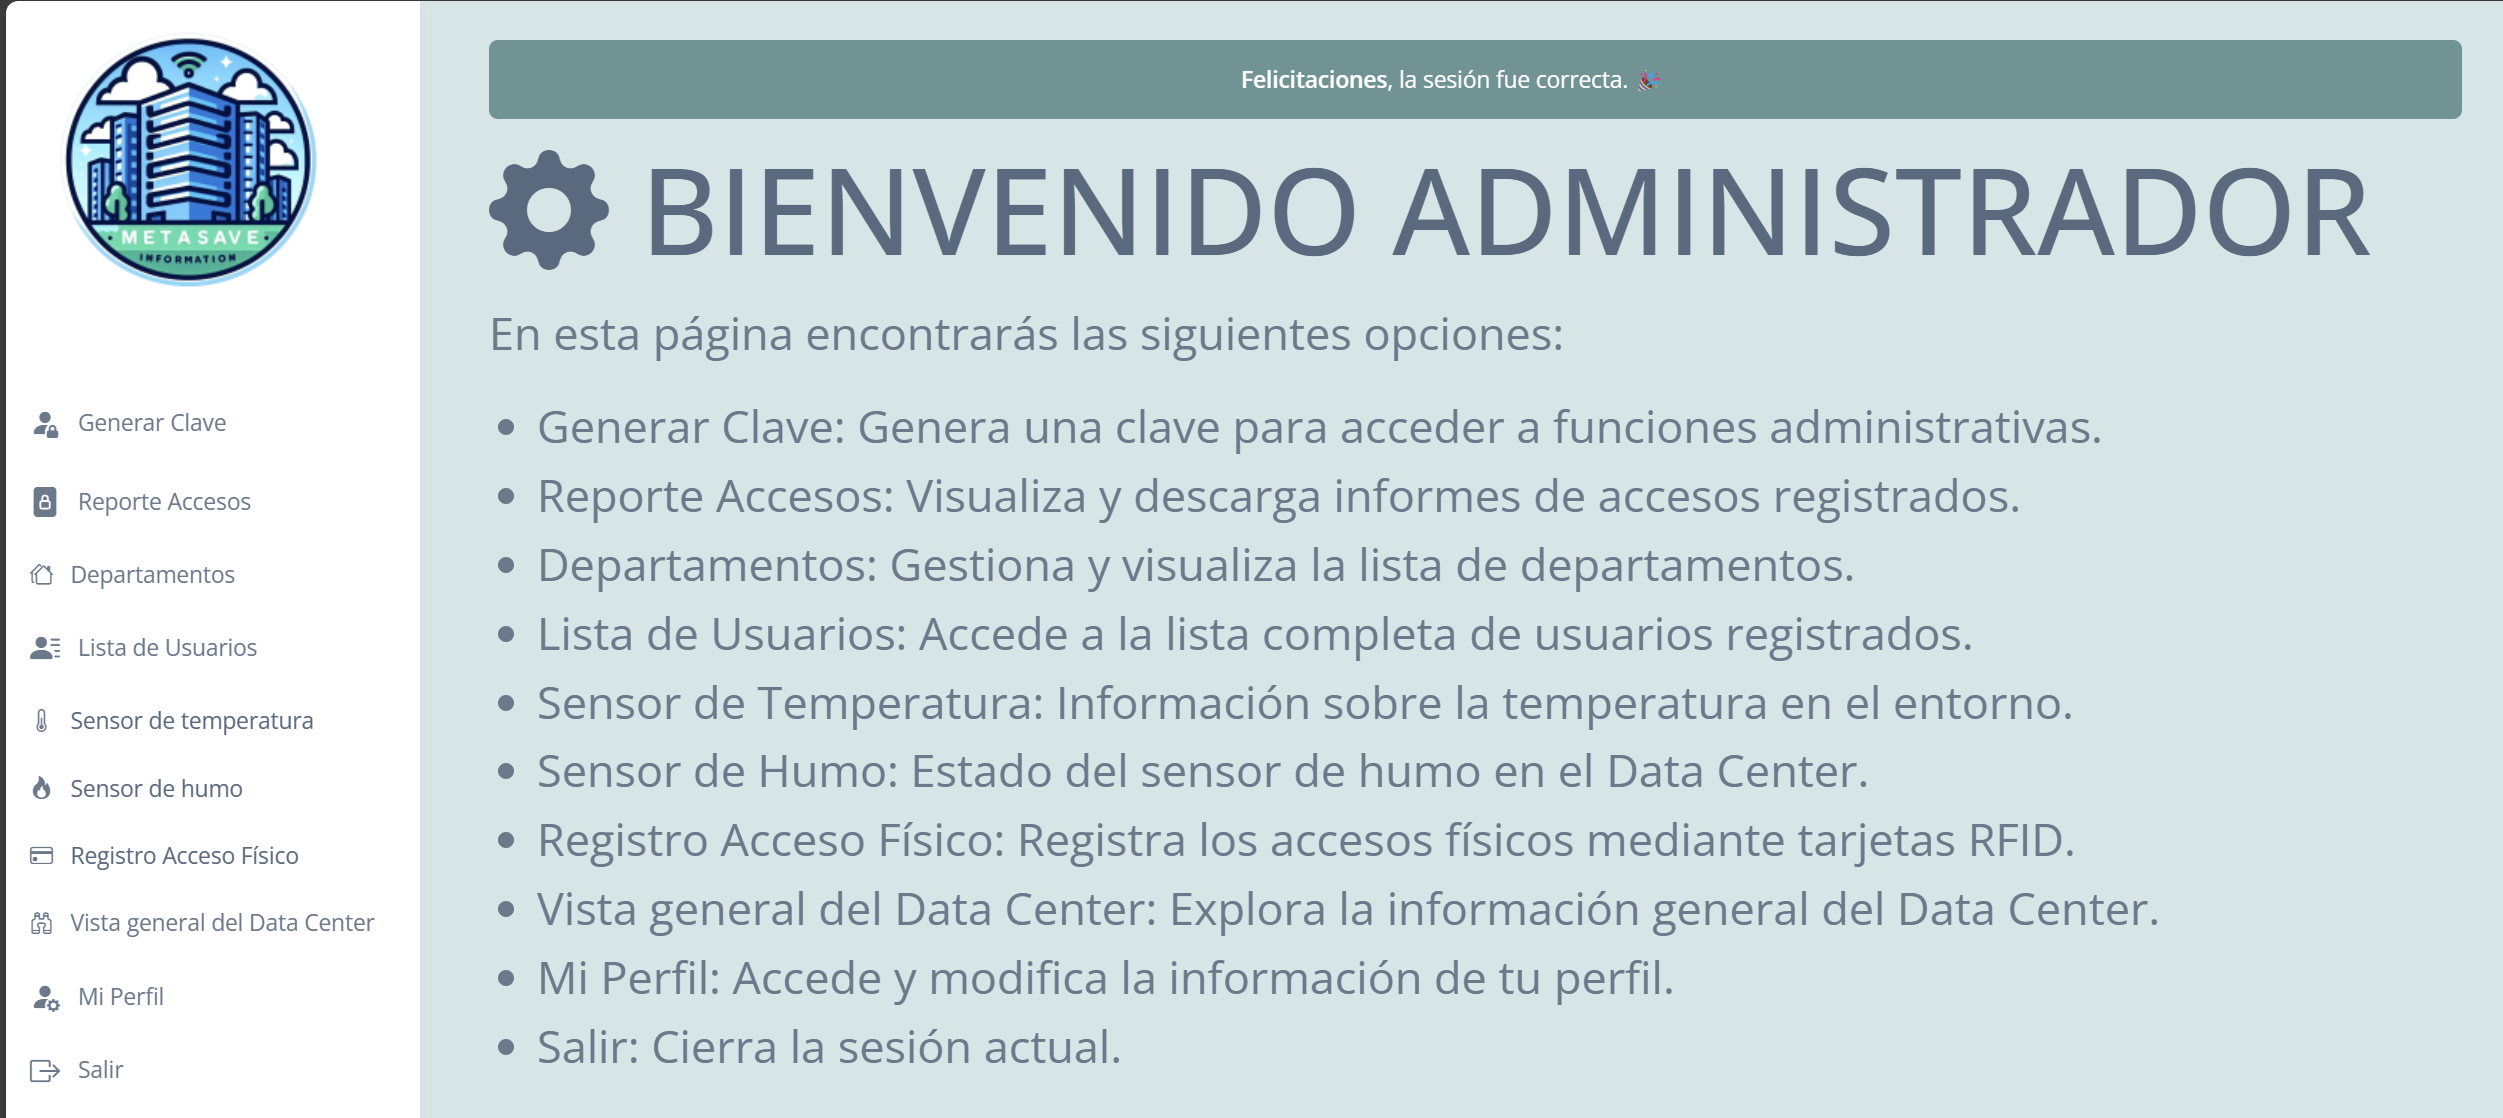 METASAVE
INFORMATION
Generar Clave
Reporte Accesos
Departamentos
Lista de Usuarios
Sensor de temperatura
Sensor de humo
Registro Acceso Físico
Vista general del Data Center
Mi Perfil
Salir
Felicitaciones, la sesión fue correcta. 🎉
BIENVENIDO ADMINISTRADOR
En esta página encontrarás las siguientes opciones:
• Generar Clave: Genera una clave para acceder a funciones administrativas.
• Reporte Accesos: Visualiza y descarga informes de accesos registrados.
• Departamentos: Gestiona y visualiza la lista de departamentos.
• Lista de Usuarios: Accede a la lista completa de usuarios registrados.
• Sensor de Temperatura: Información sobre la temperatura en el entorno.
• Sensor de Humo: Estado del sensor de humo en el Data Center.
• Registro Acceso Físico: Registra los accesos físicos mediante tarjetas RFID.
• Vista general del Data Center: Explora la información general del Data Center.
• Mi Perfil: Accede y modifica la información de tu perfil.
• Salir: Cierra la sesión actual.